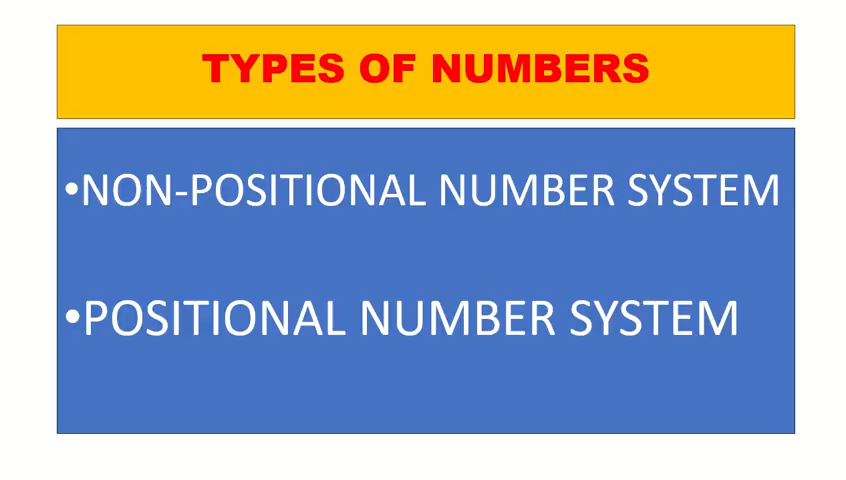 TYPES OF NUMBERS
•NON-POSITIONAL NUMBER SYSTEM
•POSITIONAL NUMBER SYSTEM